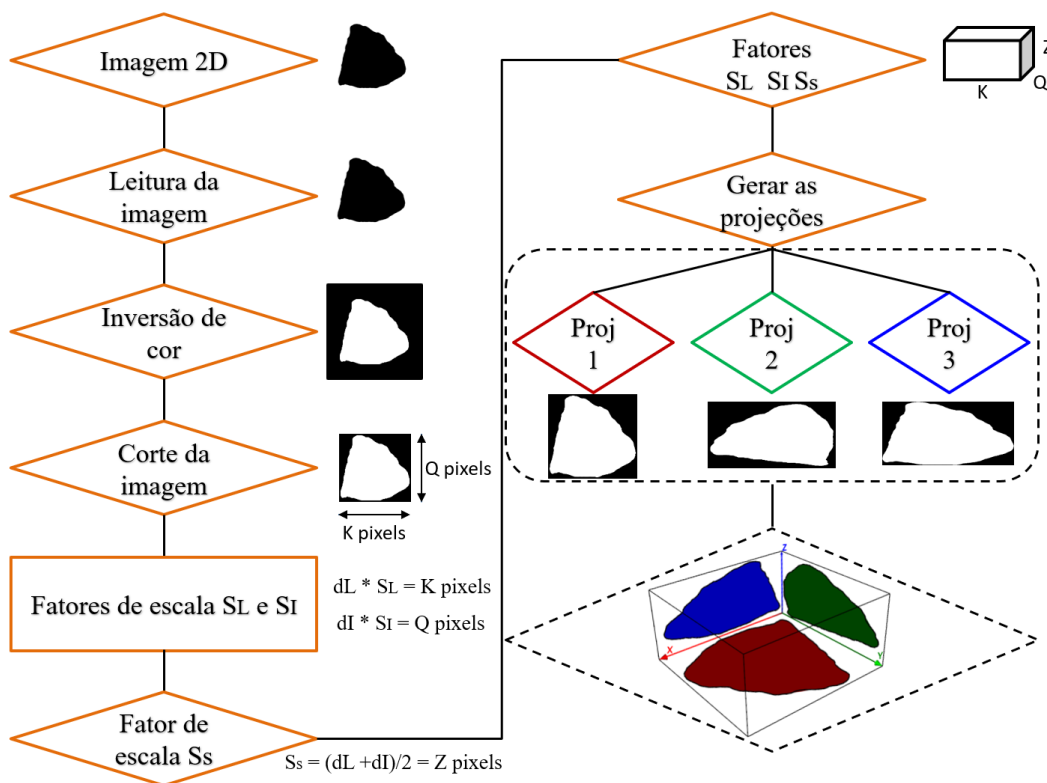 Imagem 2D
Leitura da
imagem
Inversão de
cor
Corte da
imagem
Q pixels
K pixels
Fatores de escala SL e SI
dL * SL = K pixels
dI * SI = Q pixels
Fator de
escala Ss
Ss = (dL +dI)/2 = Z pixels
Fatores
SL SI Ss
Z
Q
K
Gerar as
projeções
Proj
1
Proj
2
Proj
3
Z
X
Y